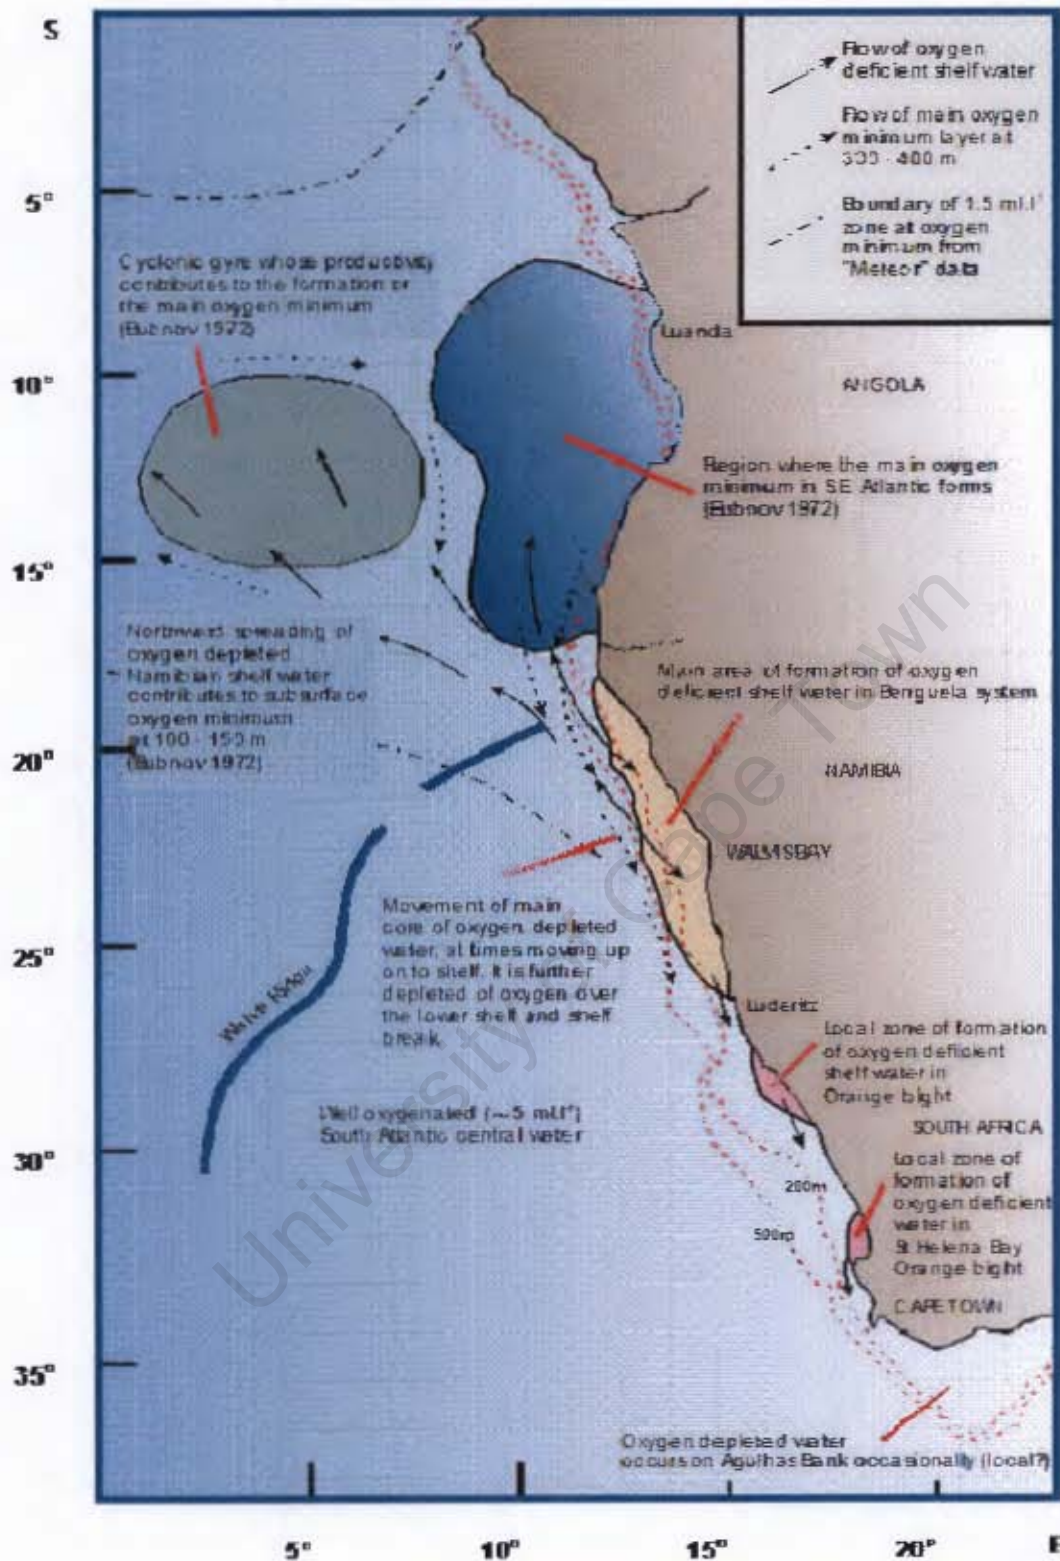 S
Flow of oxygen
deficient shelf water
Flow of main oxygen
minimum layer at
300 - 400 m
Boundary of 1.5 ml.l¹
zone at oxygen
minimum from
"Meteor" data
5°
Cyclonic gyre whose productivity
contributes to the formation of
the main oxygen minimum
(Bubnov 1972)
Luanda
10°
ANGOLA
Region where the main oxygen
minimum in S.E. Atlantic forms
(Bubnov 1972)
15°
Northward spreading of
oxygen depleted
Namibian shelf water
contributes to subsurface
oxygen minimum
at 100 - 150 m
(Bubnov 1972)
Main area of formation of oxygen
deficient shelf water in Benguela system
20°
NAMIBIA
WALVISBAY
Movement of main
core of oxygen depleted
water, at times moving up
on to shelf. It is further
depleted of oxygen over
the lower shelf and shelf
break
25°
Walvis Ridge
Luderitz
Local zone of formation
of oxygen deficient
shelf water in
Orange bight
Well oxygenated (~5 ml.l¹)
South Atlantic central water
SOUTH AFRICA
30°
Local zone of
formation of
oxygen deficient
water in
St Helena Bay
Orange bight
200m
500m
CAPE TOWN
35°
Oxygen depleted water
occurs on Agulhas Bank occasionally (local?)
5°
10°
15°
20°
E
University of Cape Town